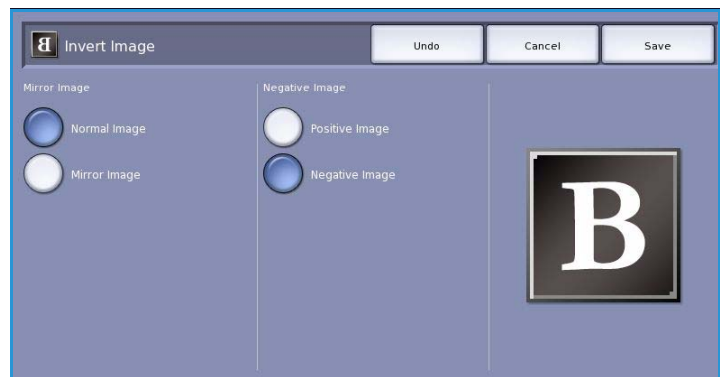 Invert Image
Undo
Cancel
Save
Mirror Image
Normal Image
Mirror Image
Negative Image
Positive Image
Negative Image
B